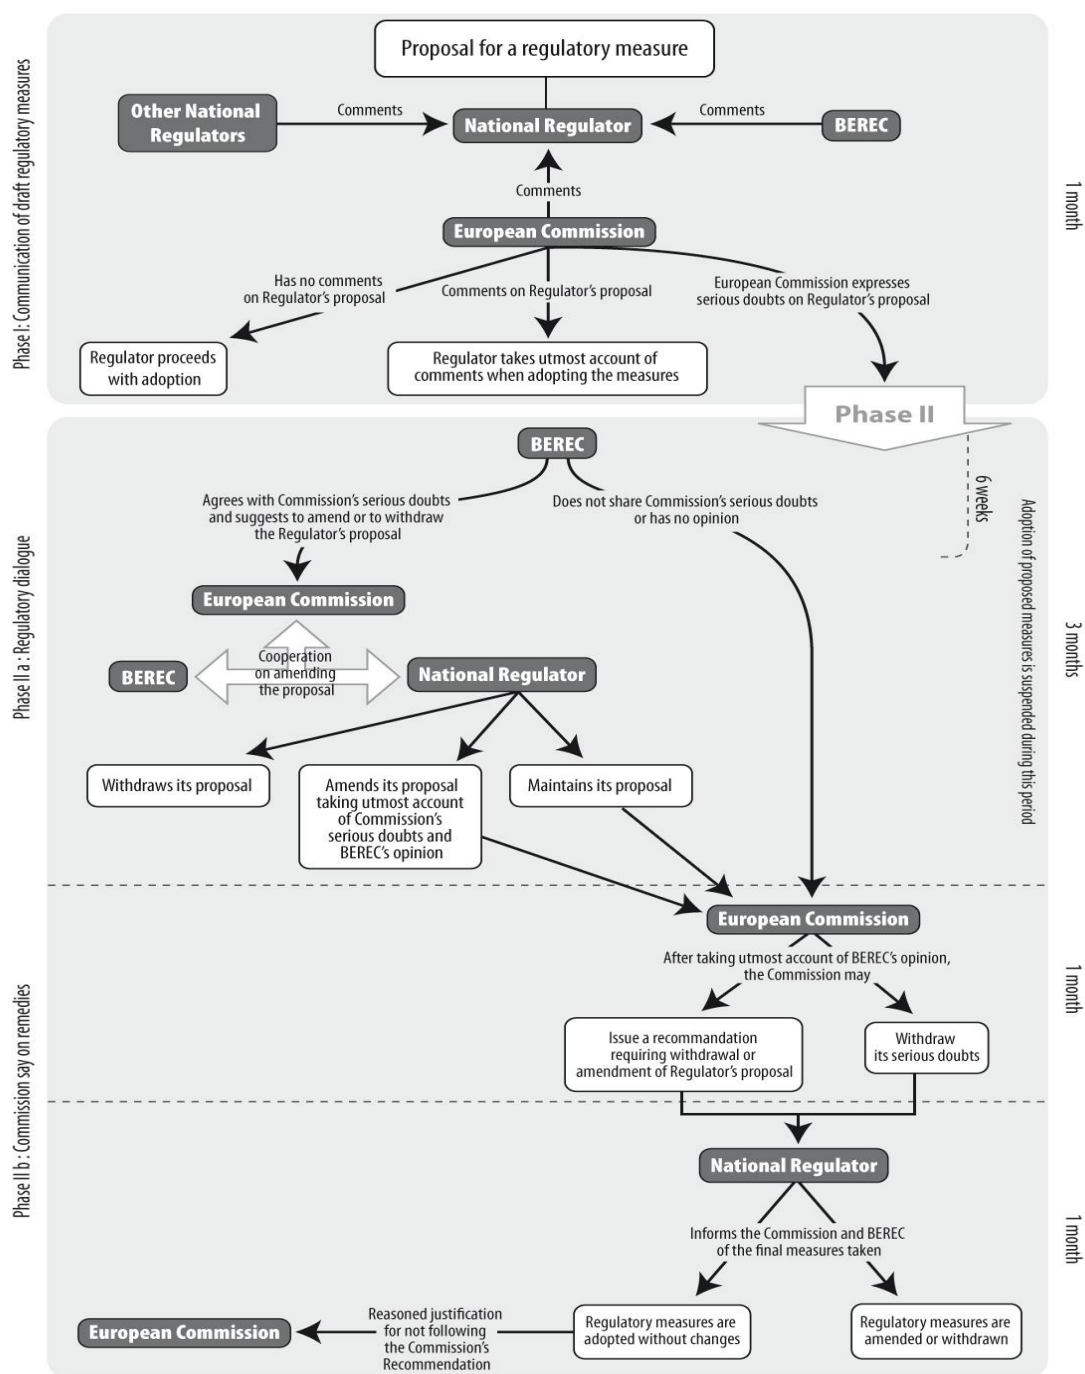 Phase I: Communication of draft regulatory measures
Proposal for a regulatory measure
Other National
Regulators
Comments
National Regulator
Comments
BEREC
Comments
1 month
European Commission
Has no comments
on Regulator's proposal
Comments on Regulator's proposal
European Commission expresses
serious doubts on Regulator's proposal
Regulator proceeds
with adoption
Regulator takes utmost account of
comments when adopting the measures
Phase II
Phase II a : Regulatory dialogue
BEREC
6 weeks
Adoption of proposed measures is suspended during this period
3 months
Agrees with Commission's serious doubts
and suggests to amend or to withdraw
the Regulator's proposal
Does not share Commission's serious doubts
or has no opinion
European Commission
BEREC
Cooperation
on amending
the proposal
National Regulator
Withdraws its proposal
Amends its proposal
taking utmost account
of Commission's
serious doubts and
BEREC's opinion
Maintains its proposal
Phase II b : Commission say on remedies
European Commission
After taking utmost account of BEREC's opinion,
the Commission may
1 month
Issue a recommandation
requiring withdrawal or
amendment of Regulator's proposal
Withdraw
its serious doubts
National Regulator
Informs the Commission and BEREC
of the final measures taken
1 month
European Commission
Reasoned justification
for not following
the Commission's
Recommendation
Regulatory measures are
adopted without changes
Regulatory measures are
amended or withdrawn